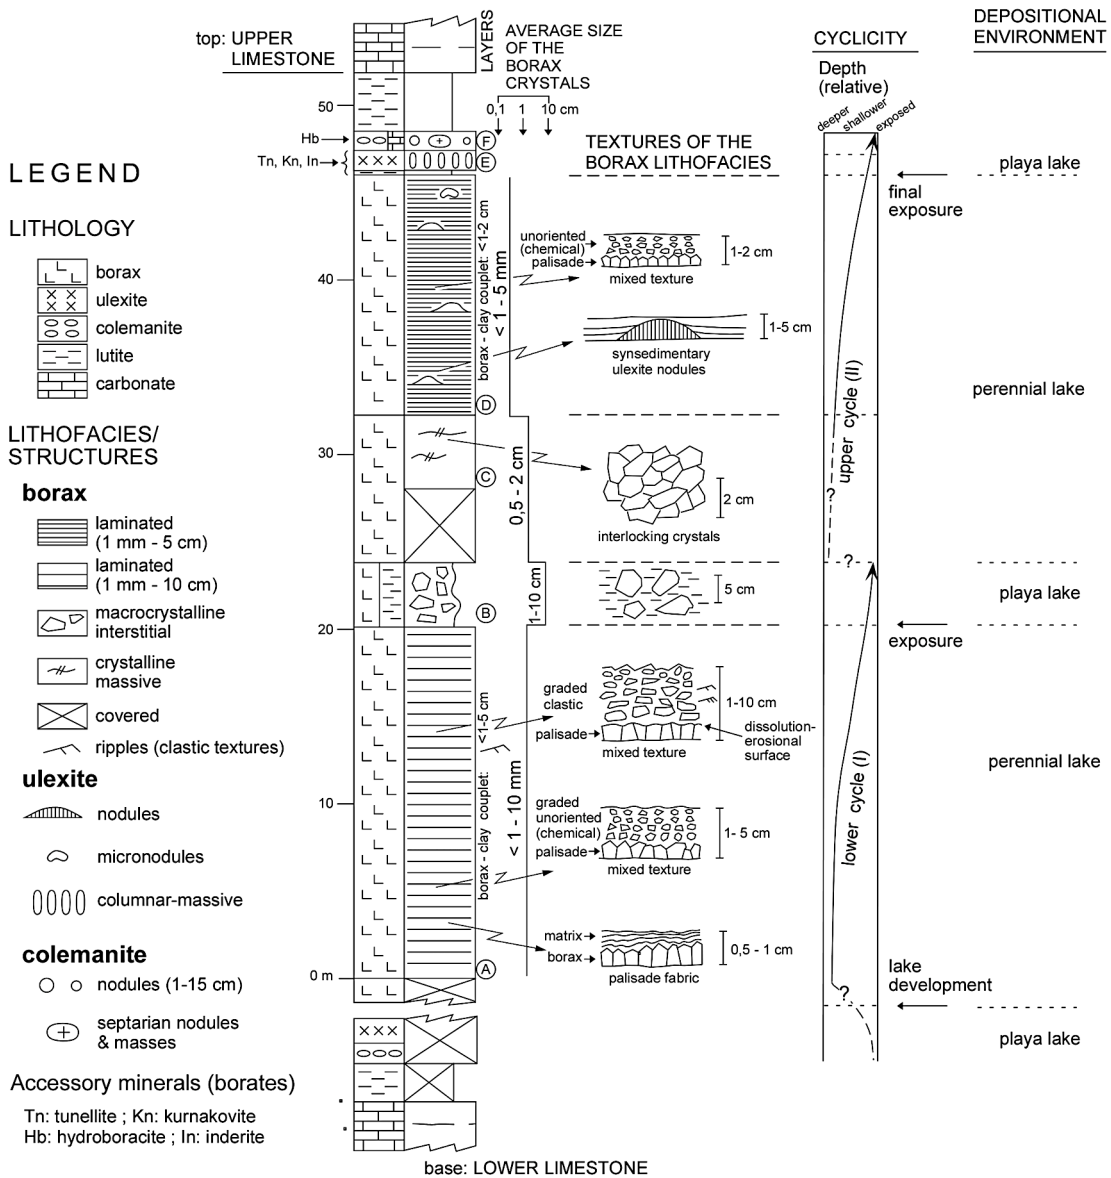 top: UPPER
LIMESTONE
LAYERS
AVERAGE SIZE
OF THE
BORAX
CRYSTALS
0,1 1 10 cm
CYCLICITY
Depth
(relative)
deeper
shallower
exposed
DEPOSITIONAL
ENVIRONMENT
TEXTURES OF THE
BORAX LITHOFACIES
LEGEND
LITHOLOGY
borax
ulexite
colemanite
lutite
carbonate
LITHOFACIES/
STRUCTURES
borax
laminated
(1 mm - 5 cm)
laminated
(1 mm - 10 cm)
macrocrystalline
interstitial
crystalline
massive
covered
ripples (clastic textures)
ulexite
nodules
micronodules
columnar-massive
colemanite
nodules (1-15 cm)
septarian nodules
& masses
Accessory minerals (borates)
Tn: tunellite ; Kn: kurnakovite
Hb: hydroboracite ; In: inderite
50
Hb
Tn, Kn, In
40
30
20
10
0 m
F
E
D
C
B
A
borax - clay couplet: <1-2 cm
< 1 - 5 mm
0,5 - 2 cm
1-10 cm
borax - clay couplet: <1-5 cm
< 1 - 10 mm
unoriented
(chemical)
palisade
mixed texture
1-2 cm
synsedimentary
ulexite nodules
1-5 cm
interlocking crystals
2 cm
5 cm
graded
clastic
palisade
mixed texture
1-10 cm
dissolution-
erosional
surface
graded
unoriented
(chemical)
palisade
mixed texture
1- 5 cm
matrix
borax
palisade fabric
0,5 - 1 cm
upper cycle (II)
?
?
lower cycle (I)
?
final
exposure
exposure
lake
development
playa lake
perennial lake
playa lake
perennial lake
playa lake
base: LOWER LIMESTONE